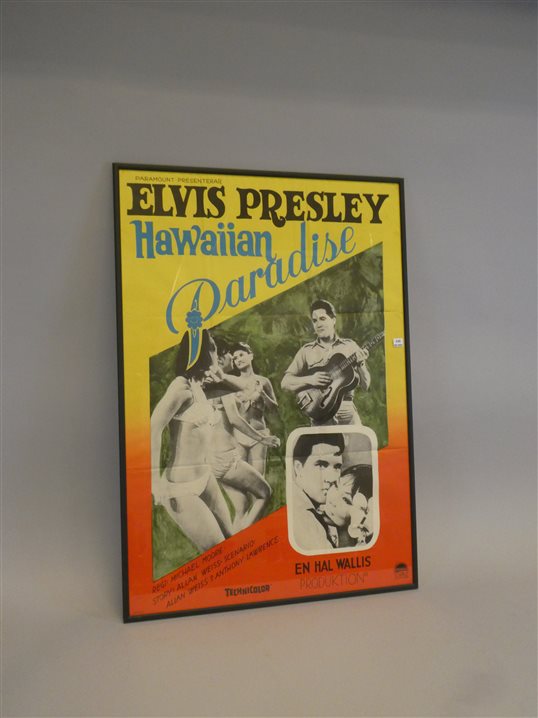 PARAMOUNT PRESENTERAR
ELVIS PRESLEY
Hawaiian
Paradise
REGI: MICHAEL MOORE
STORY: ALLAN WEISS · SCENARIO:
ALLAN WEISS & ANTHONY LAWRENCE
TECHNICOLOR
EN HAL WALLIS
PRODUKTION